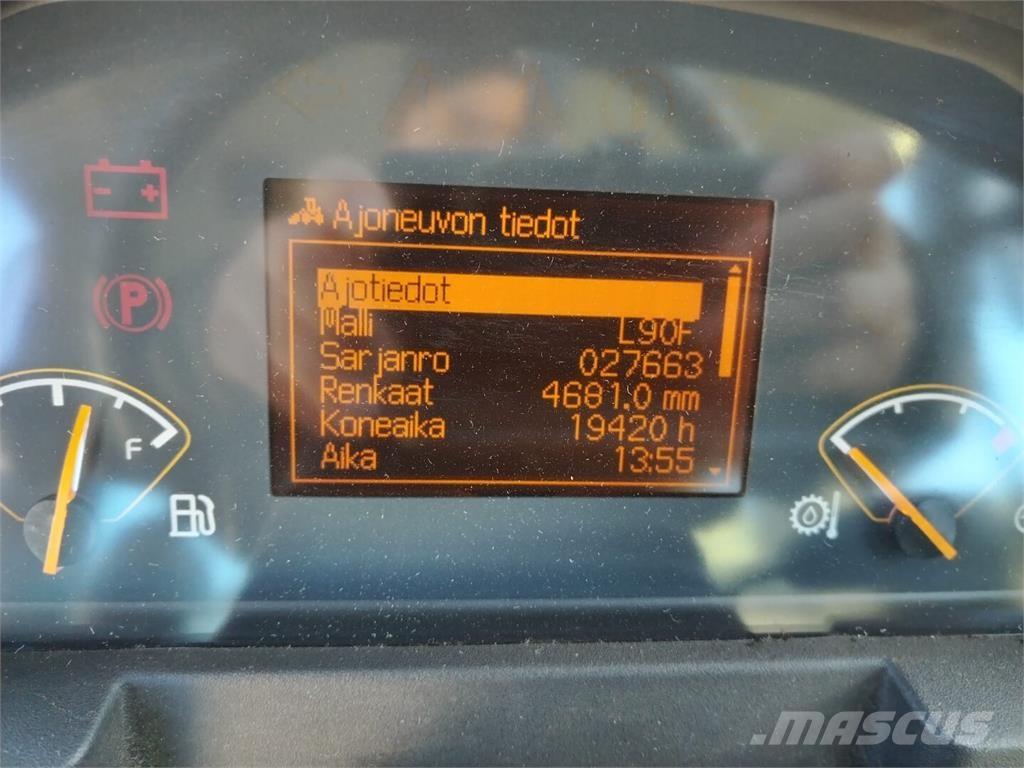 Ajoneuvon tiedot
Ajotiedot
Malli L90F
Sarjanro 027663
Renkaat 4681.0 mm
Koneaika 19420 h
Aika 13:55
F
P
MASCUS